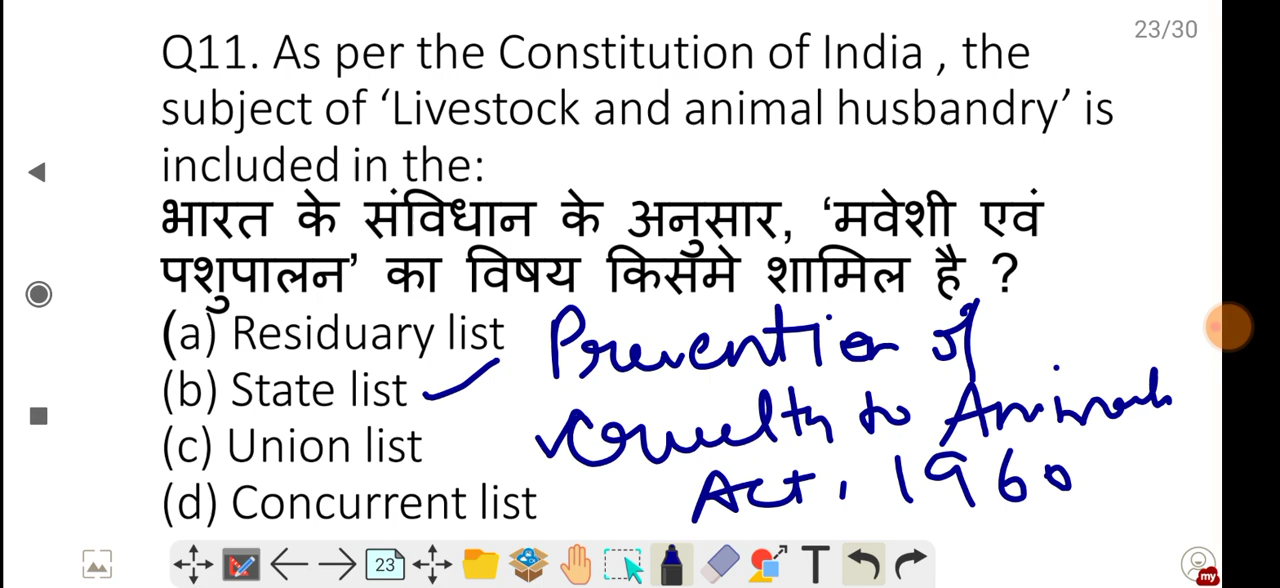 23/30
Q11. As per the Constitution of India , the
subject of ‘Livestock and animal husbandry’ is
included in the:
भारत के संविधान के अनुसार, ‘मवेशी एवं
पशुपालन’ का विषय किसमे शामिल है ?
(a) Residuary list
(b) State list
(c) Union list
(d) Concurrent list
Prevention of
Cruelty to Animals
Act, 1960
23
T
my